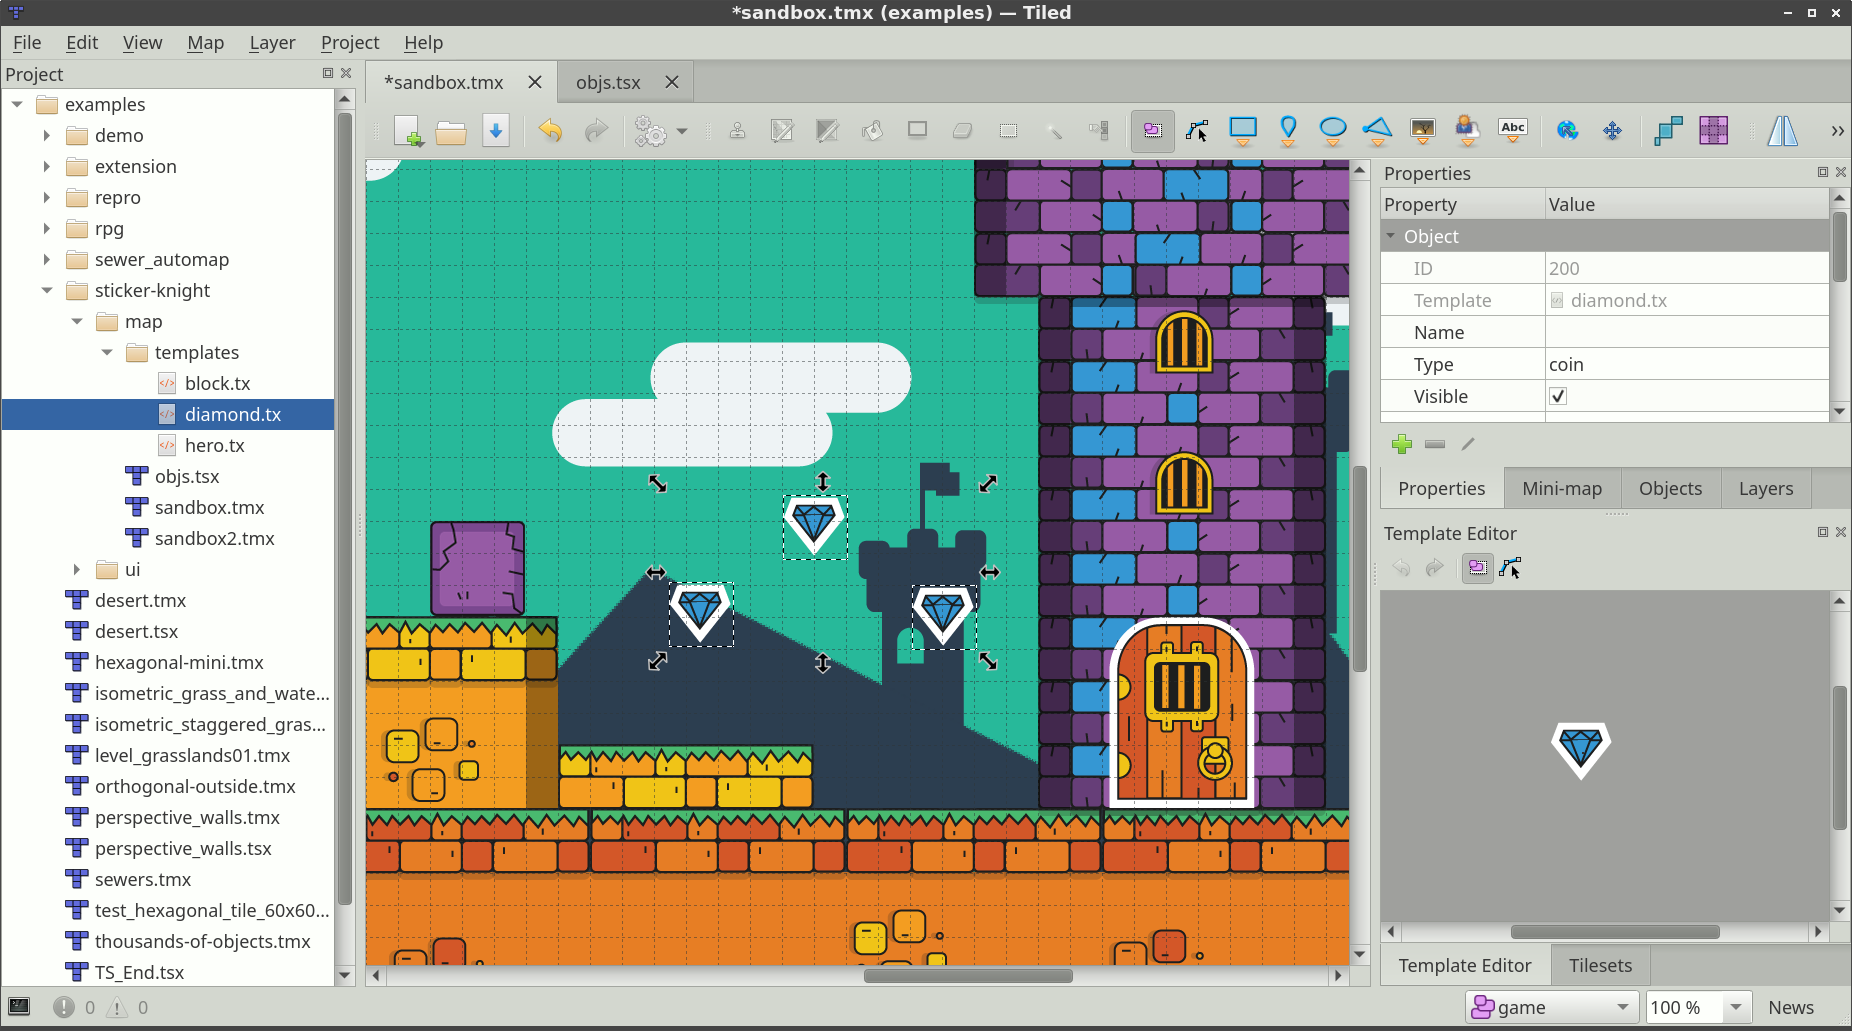 *sandbox.tmx (examples) — Tiled
File Edit View Map Layer Project Help
Project
examples
demo
extension
repro
rpg
sewer_automap
sticker-knight
map
templates
block.tx
diamond.tx
hero.tx
objs.tsx
sandbox.tmx
sandbox2.tmx
ui
desert.tmx
desert.tsx
hexagonal-mini.tmx
isometric_grass_and_wate...
isometric_staggered_gras...
level_grasslands01.tmx
orthogonal-outside.tmx
perspective_walls.tmx
perspective_walls.tsx
sewers.tmx
test_hexagonal_tile_60x60...
thousands-of-objects.tmx
TS_End.tsx
0 0
*sandbox.tmx objs.tsx
Abc
Properties
Property Value
Object
ID 200
Template diamond.tx
Name
Type coin
Visible
Properties Mini-map Objects Layers
Template Editor
Template Editor Tilesets
game 100 % News